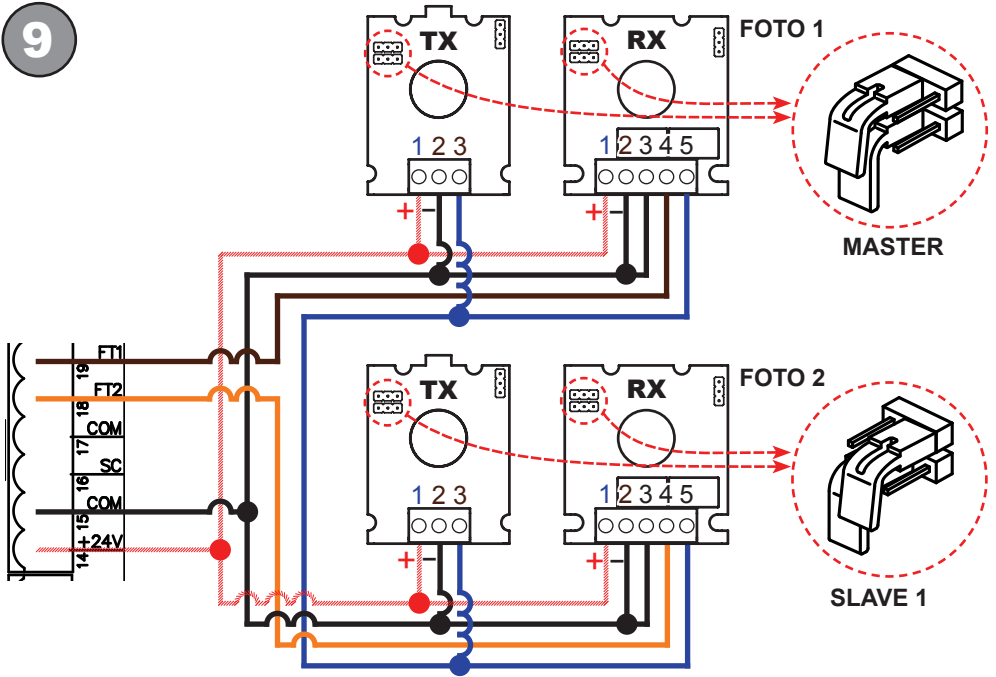 9
TX
RX
FOTO 1
1 2 3
1 2 3 4 5
+ −
+ −
MASTER
FT1
19
FT2
18
COM
17
SC
16
COM
15
+24V
14
TX
RX
FOTO 2
1 2 3
1 2 3 4 5
+ −
+ −
SLAVE 1